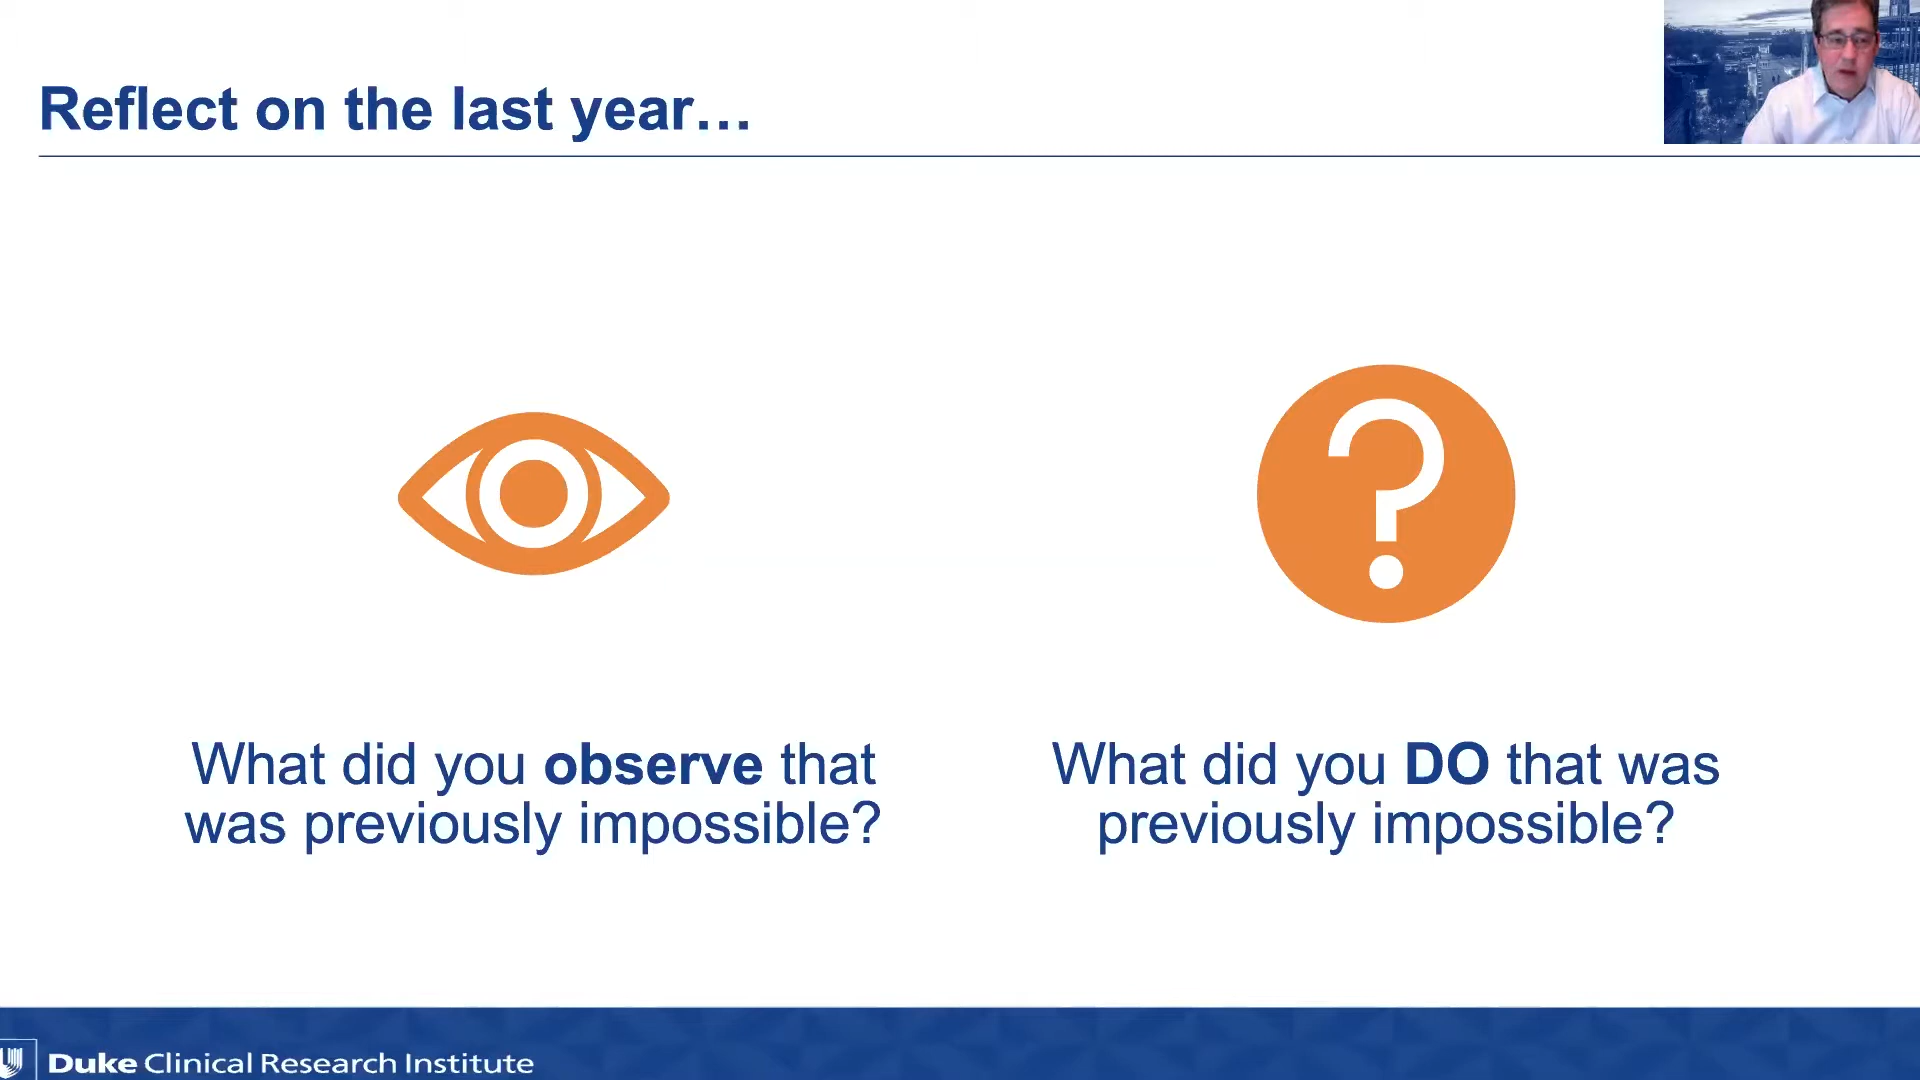 Reflect on the last year…
What did you observe that
was previously impossible?
?
What did you DO that was
previously impossible?
Duke Clinical Research Institute